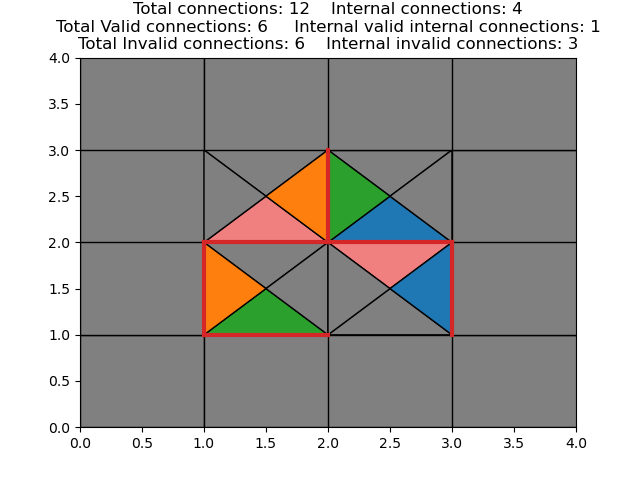 Total connections: 12    Internal connections: 4
Total Valid connections: 6     Internal valid internal connections: 1
Total Invalid connections: 6    Internal invalid connections: 3
4.0
3.5
3.0
2.5
2.0
1.5
1.0
0.5
0.0
0.0 0.5 1.0 1.5 2.0 2.5 3.0 3.5 4.0